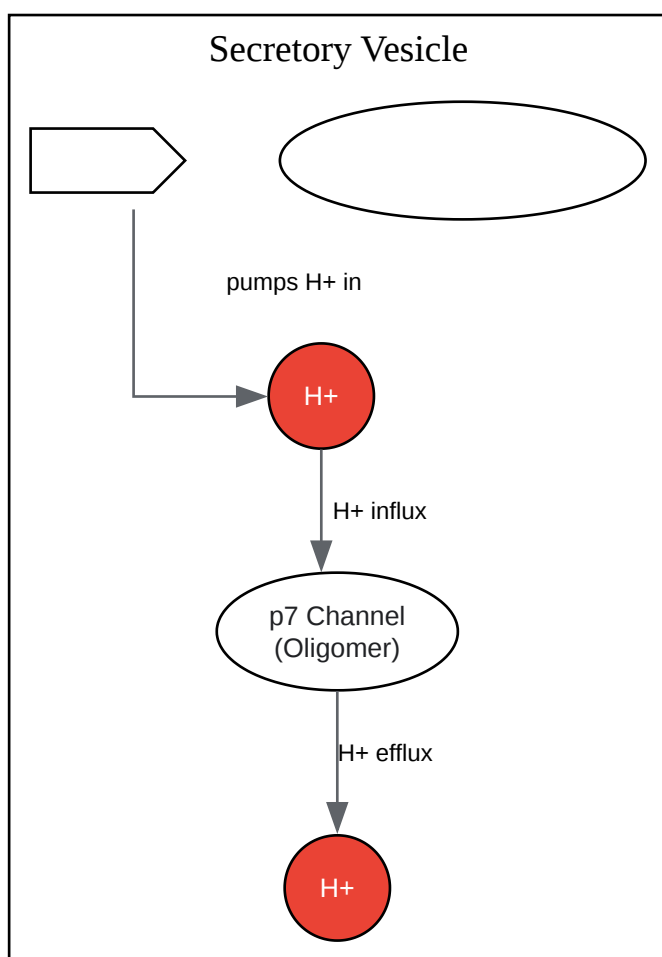 Secretory Vesicle
pumps H+ in
H+
H+ influx
p7 Channel
(Oligomer)
H+ efflux
H+